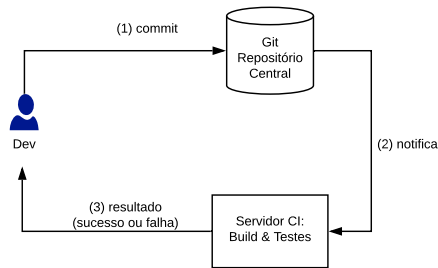 (1) commit
Git
Repositório
Central
Dev
(2) notifica
(3) resultado
(sucesso ou falha)
Servidor CI:
Build & Testes